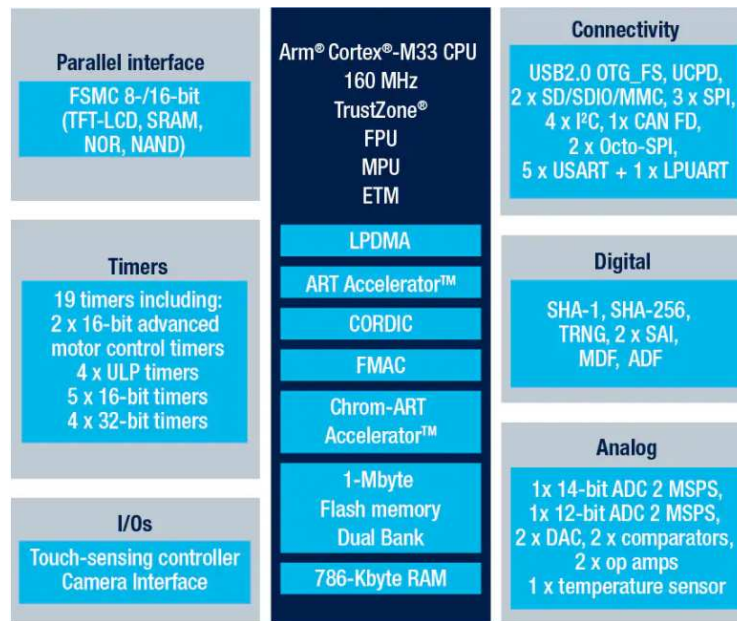 Parallel interface
FSMC 8-/16-bit
(TFT-LCD, SRAM,
NOR, NAND)
Timers
19 timers including:
2 x 16-bit advanced
motor control timers
4 x ULP timers
5 x 16-bit timers
4 x 32-bit timers
I/Os
Touch-sensing controller
Camera Interface
Arm® Cortex®-M33 CPU
160 MHz
TrustZone®
FPU
MPU
ETM
LPDMA
ART Accelerator™
CORDIC
FMAC
Chrom-ART
Accelerator™
1-Mbyte
Flash memory
Dual Bank
786-Kbyte RAM
Connectivity
USB2.0 OTG_FS, UCPD,
2 x SD/SDIO/MMC, 3 x SPI,
4 x I²C, 1x CAN FD,
2 x Octo-SPI,
5 x USART + 1 x LPUART
Digital
SHA-1, SHA-256,
TRNG, 2 x SAI,
MDF, ADF
Analog
1x 14-bit ADC 2 MSPS,
1x 12-bit ADC 2 MSPS,
2 x DAC, 2 x comparators,
2 x op amps
1 x temperature sensor